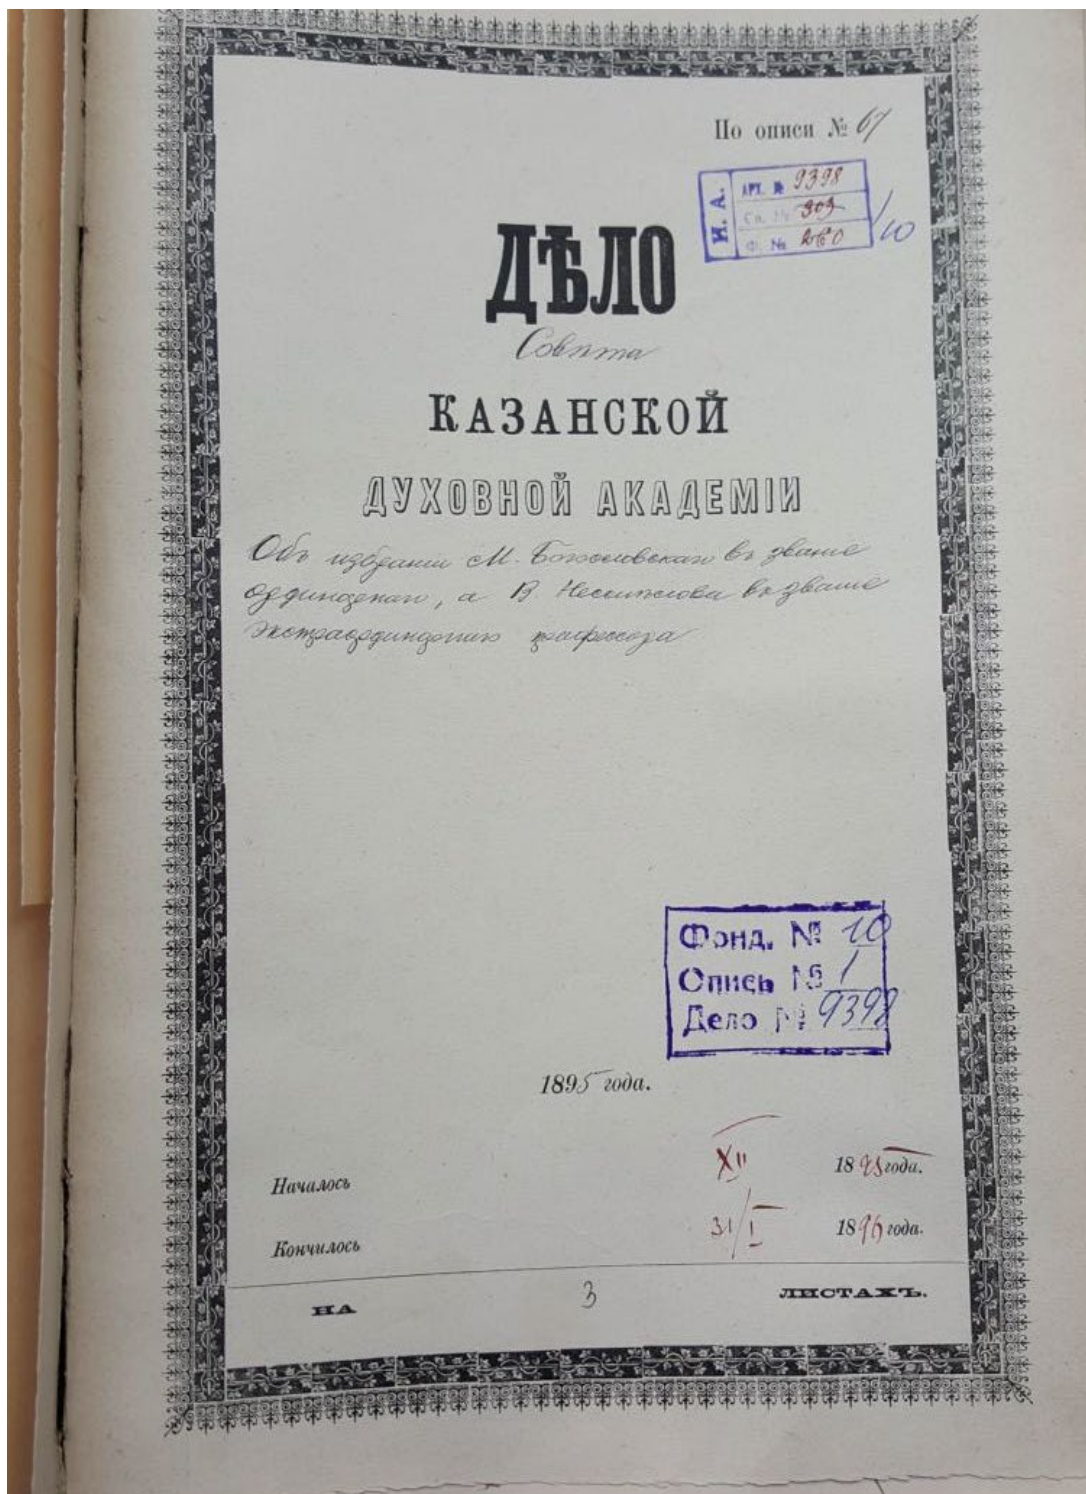 По описи № 67
И. А.
АРХ. № 9398
Св. № 303
Ф. № 260
/10
ДѢЛО
Совѣта
КАЗАНСКОЙ
ДУХОВНОЙ АКАДЕМІИ
Объ избраніи М. Богословскаго въ званіе
ординарнаго, а В Несмѣлова въ званіе
экстраординарнаго профессора
Фонд. № 10
Опись № 1
Дело № 9398
1895 года.
Началось XII 1895 года.
Кончилось 31/I 1896 года.
НА 3 ЛИСТАХЪ.